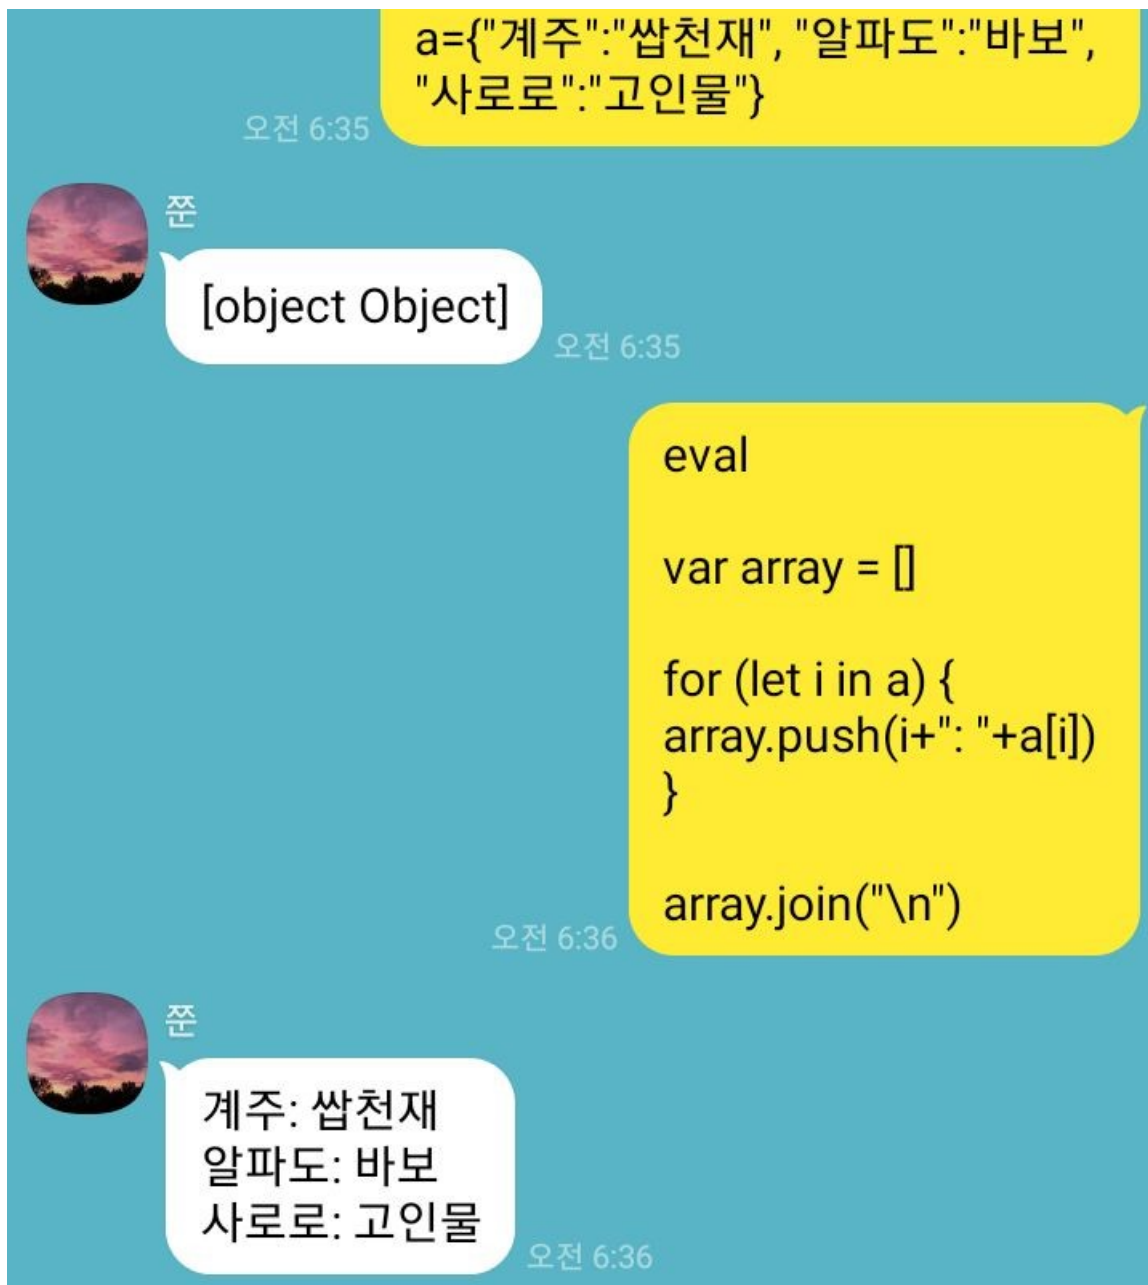 a={"계주":"쌉천재", "알파도":"바보",
"사로로":"고인물"}
오전 6:35
쭌
[object Object]
오전 6:35
eval
var array = []
for (let i in a) {
array.push(i+": "+a[i])
}
array.join("\n")
오전 6:36
쭌
계주: 쌉천재
알파도: 바보
사로로: 고인물
오전 6:36